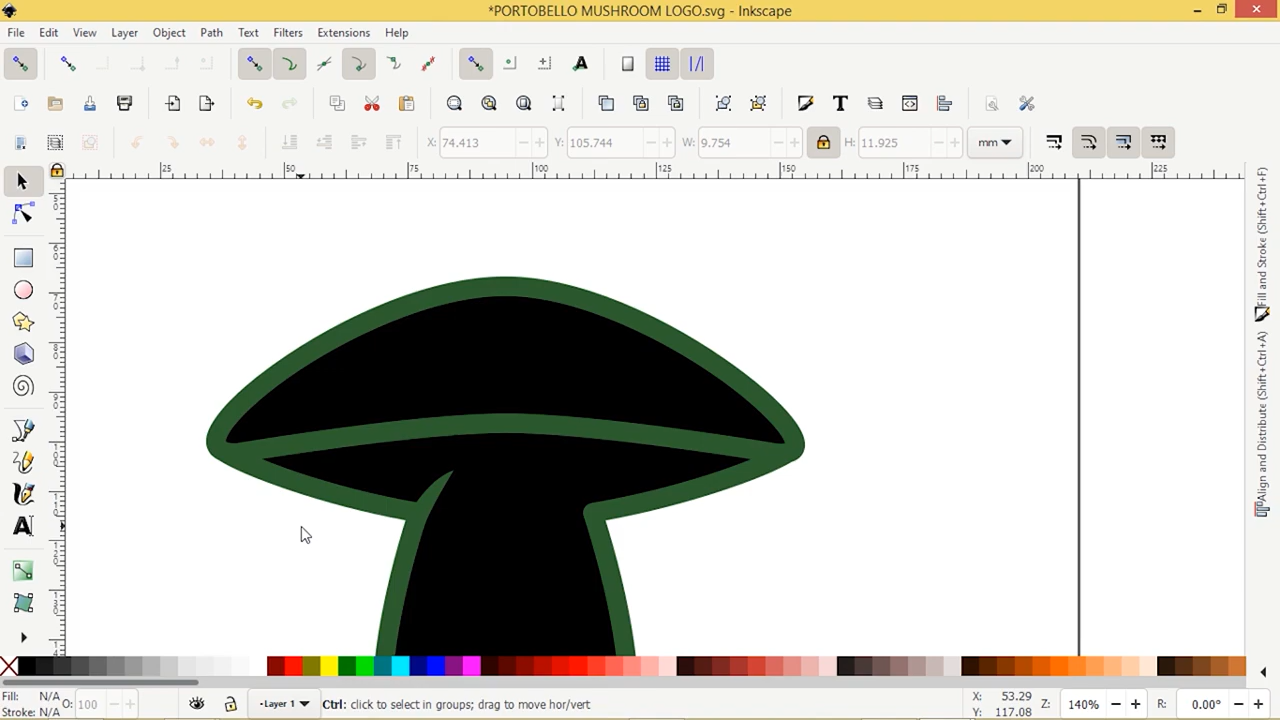 *PORTOBELLO MUSHROOM LOGO.svg - Inkscape
File Edit View Layer Object Path Text Filters Extensions Help
X: 74.413 Y: 105.744 W: 9.754 H: 11.925 mm
25 50 75 100 125 150 175 200 225
Fill and Stroke (Shift+Ctrl+F)
Align and Distribute (Shift+Ctrl+A)
Fill: N/A
Stroke: N/A
O: 100
-Layer 1
Ctrl: click to select in groups; drag to move hor/vert
X: 53.29
Y: 117.08
Z: 140%
R: 0.00°